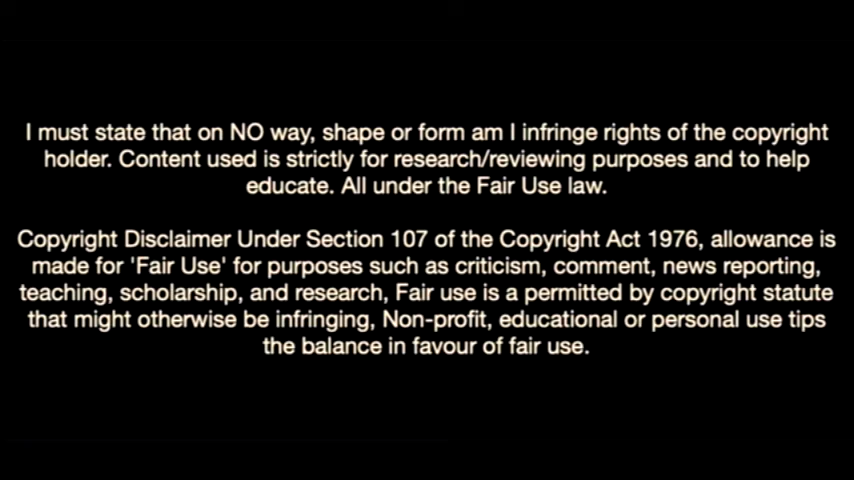 I must state that on NO way, shape or form am I infringe rights of the copyright
holder. Content used is strictly for research/reviewing purposes and to help
educate. All under the Fair Use law.
Copyright Disclaimer Under Section 107 of the Copyright Act 1976, allowance is
made for 'Fair Use' for purposes such as criticism, comment, news reporting,
teaching, scholarship, and research, Fair use is a permitted by copyright statute
that might otherwise be infringing, Non-profit, educational or personal use tips
the balance in favour of fair use.